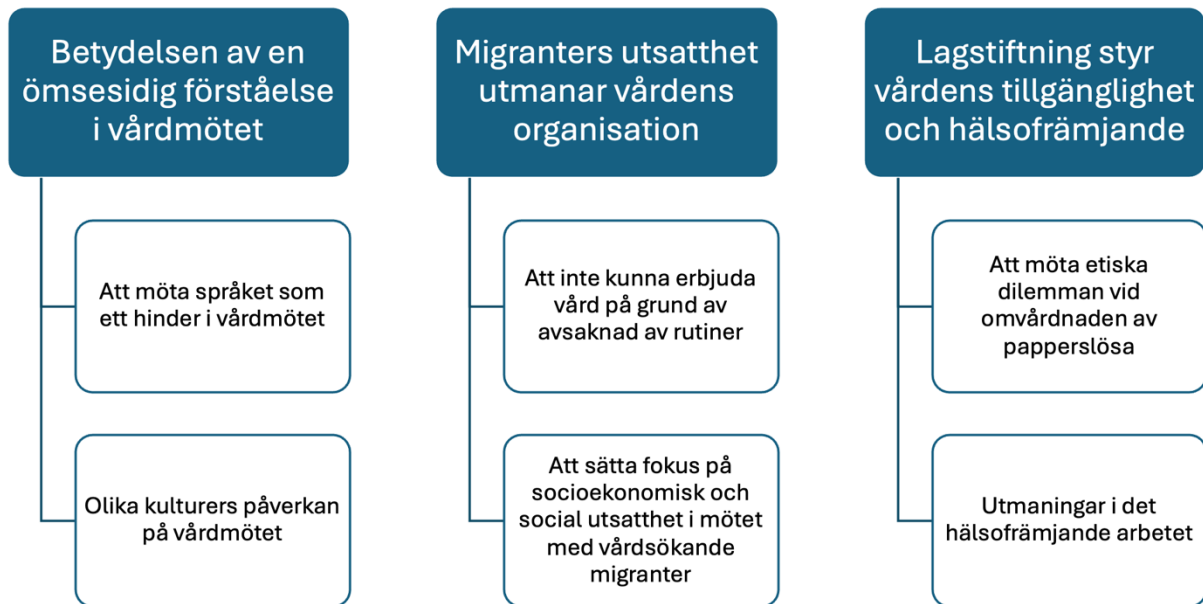 Betydelsen av en
ömsesidig förståelse
i vårdmötet
Att möta språket som
ett hinder i vårdmötet
Olika kulturers påverkan
på vårdmötet
Migranters utsatthet
utmanar vårdens
organisation
Att inte kunna erbjuda
vård på grund av
avsaknad av rutiner
Att sätta fokus på
socioekonomisk och
social utsatthet i mötet
med vårdsökande
migranter
Lagstiftning styr
vårdens tillgänglighet
och hälsofrämjande
Att möta etiska
dilemman vid
omvårdnaden av
papperslösa
Utmaningar i det
hälsofrämjande arbetet